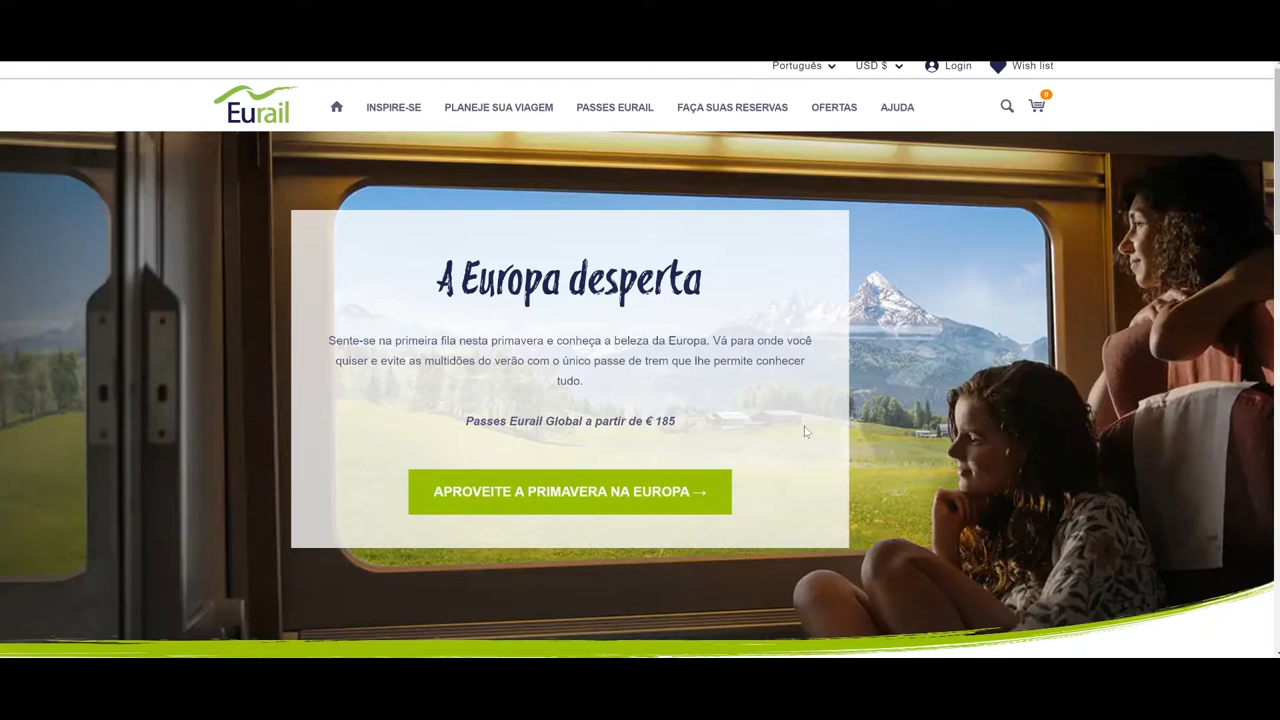 Português USD $ Login Wish list
Eurail INSPIRE-SE PLANEJE SUA VIAGEM PASSES EURAIL FAÇA SUAS RESERVAS OFERTAS AJUDA 0
A Europa desperta
Sente-se na primeira fila nesta primavera e conheça a beleza da Europa. Vá para onde você
quiser e evite as multidões do verão com o único passe de trem que lhe permite conhecer
tudo.
Passes Eurail Global a partir de € 185
APROVEITE A PRIMAVERA NA EUROPA →